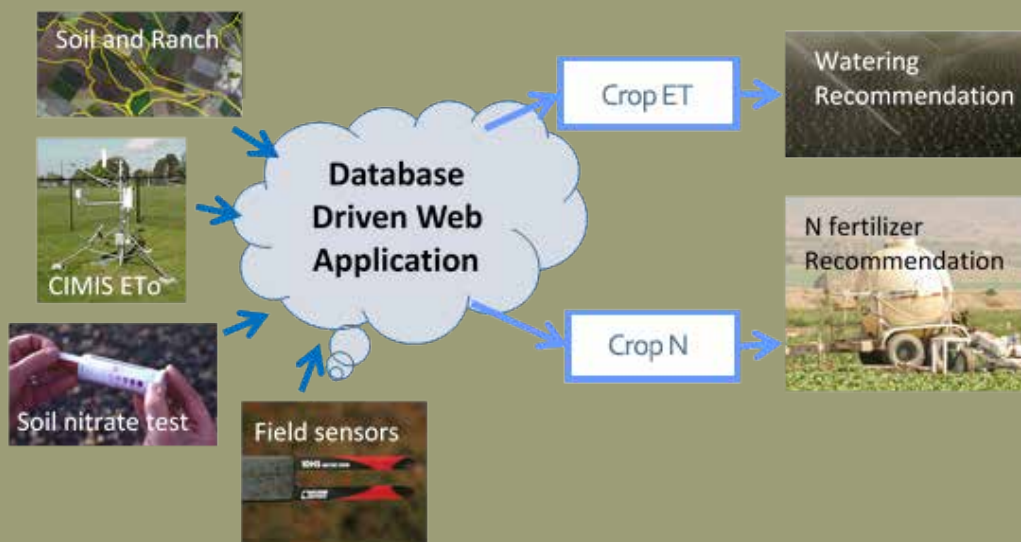 Soil and Ranch
CIMIS ETo
Soil nitrate test
Field sensors
Database
Driven Web
Application
Crop ET
Crop N
Watering
Recommendation
N fertilizer
Recommendation